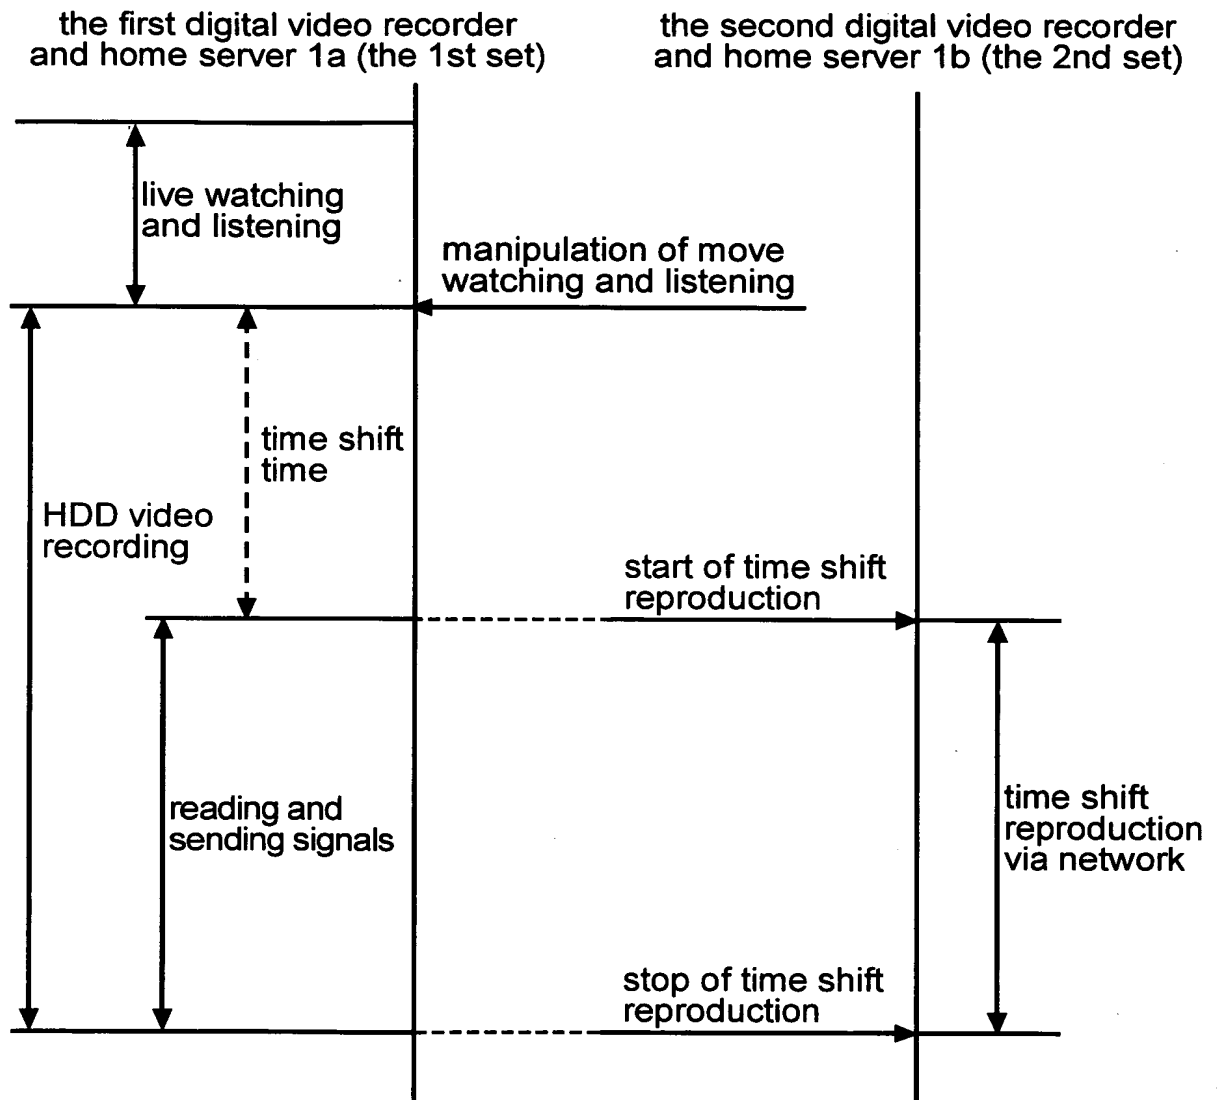 the first digital video recorder
and home server 1a (the 1st set)
the second digital video recorder
and home server 1b (the 2nd set)
live watching
and listening
manipulation of move
watching and listening
time shift
time
HDD video
recording
start of time shift
reproduction
reading and
sending signals
time shift
reproduction
via network
stop of time shift
reproduction